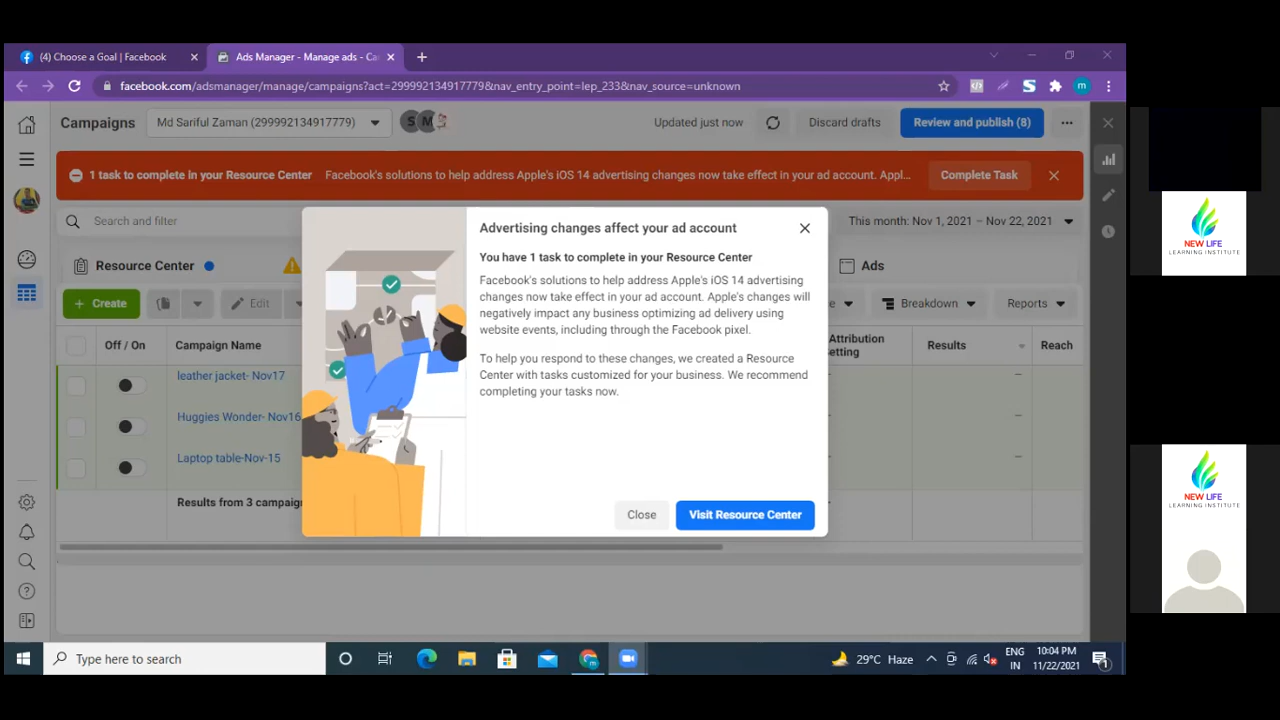 (4) Choose a Goal | Facebook
Ads Manager - Manage ads - Ca
facebook.com/adsmanager/manage/campaigns?act=299992134917779&nav_entry_point=lep_233&nav_source=unknown
m
Campaigns
Md Sariful Zaman (299992134917779)
S M
Updated just now
Discard drafts
Review and publish (8)
1 task to complete in your Resource Center
Facebook's solutions to help address Apple's iOS 14 advertising changes now take effect in your ad account. Appl...
Complete Task
Search and filter
This month: Nov 1, 2021 – Nov 22, 2021
Resource Center
Ads
Create
Edit
Breakdown
Reports
Off / On
Campaign Name
Attribution
setting
Results
Reach
leather jacket- Nov17
Huggies Wonder- Nov16
Laptop table-Nov-15
Results from 3 campaig
Advertising changes affect your ad account
You have 1 task to complete in your Resource Center
Facebook's solutions to help address Apple's iOS 14 advertising
changes now take effect in your ad account. Apple's changes will
negatively impact any business optimizing ad delivery using
website events, including through the Facebook pixel.
To help you respond to these changes, we created a Resource
Center with tasks customized for your business. We recommend
completing your tasks now.
Close
Visit Resource Center
NEW LIFE
LEARNING INSTITUTE
NEW LIFE
LEARNING INSTITUTE
Type here to search
29°C Haze
ENG
IN
10:04 PM
11/22/2021
1